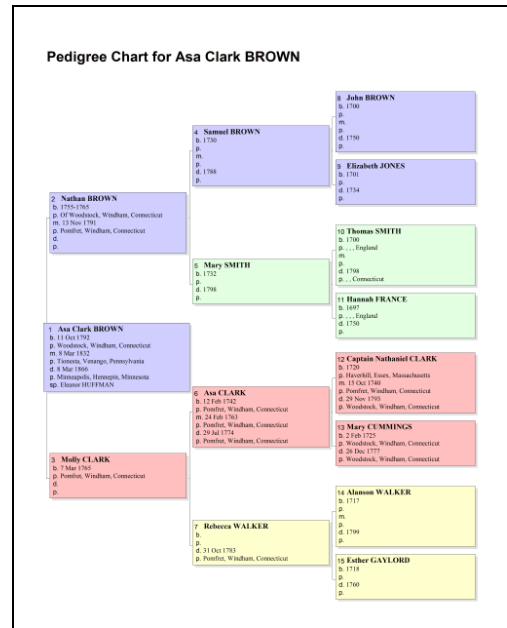 Pedigree Chart for Asa Clark BROWN
8 John BROWN
b. 1700
p.
m.
p.
d. 1750
p.
4 Samuel BROWN
b. 1730
p.
m.
p.
d. 1788
p.
9 Elizabeth JONES
b. 1701
p.
d. 1734
p.
2 Nathan BROWN
b. 1755-1765
p. Of Woodstock, Windham, Connecticut
m. 13 Nov 1791
p. Pomfret, Windham, Connecticut
d.
p.
10 Thomas SMITH
b. 1700
p. , , , England
m.
p.
d. 1798
p. , , Connecticut
5 Mary SMITH
b. 1732
p.
d. 1798
p.
11 Hannah FRANCE
b. 1697
p. , , , England
d. 1750
p.
1 Asa Clark BROWN
b. 11 Oct 1792
p. Woodstock, Windham, Connecticut
m. 8 Mar 1832
p. Tionesta, Venango, Pennsylvania
d. 8 Mar 1866
p. Minneapolis, Hennepin, Minnesota
sp. Eleanor HUFFMAN
12 Captain Nathaniel CLARK
b. 1720
p. Haverhill, Essex, Massachusetts
m. 15 Oct 1740
p. Pomfret, Windham, Connecticut
d. 29 Nov 1793
p. Woodstock, Windham, Connecticut
6 Asa CLARK
b. 12 Feb 1742
p. Pomfret, Windham, Connecticut
m. 24 Feb 1763
p. Pomfret, Windham, Connecticut
d. 29 Jul 1774
p. Pomfret, Windham, Connecticut
13 Mary CUMMINGS
b. 2 Feb 1725
p. Woodstock, Windham, Connecticut
d. 26 Dec 1777
p. Woodstock, Windham, Connecticut
3 Molly CLARK
b. 7 Mar 1765
p. Pomfret, Windham, Connecticut
d.
p.
14 Alanson WALKER
b. 1717
p.
m.
p.
d. 1799
p.
7 Rebecca WALKER
b.
p.
d. 31 Oct 1783
p. Pomfret, Windham, Connecticut
15 Esther GAYLORD
b. 1718
p.
d. 1760
p.